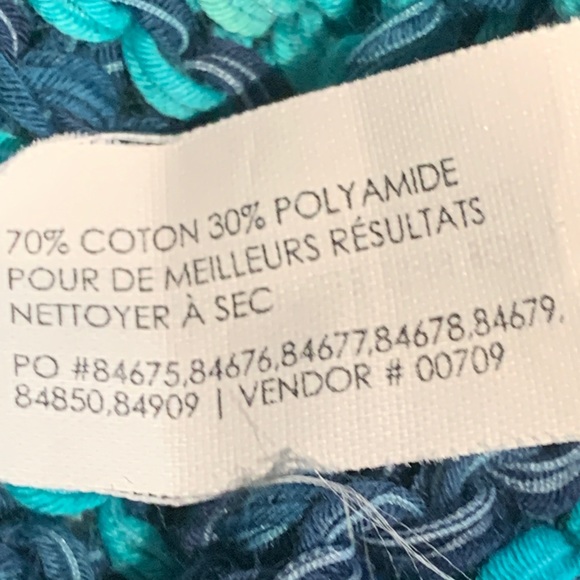 70% COTON 30% POLYAMIDE
POUR DE MEILLEURS RÉSULTATS
NETTOYER À SEC
PO #84675,84676,84677,84678,84679,
84850,84909 | VENDOR # 00709